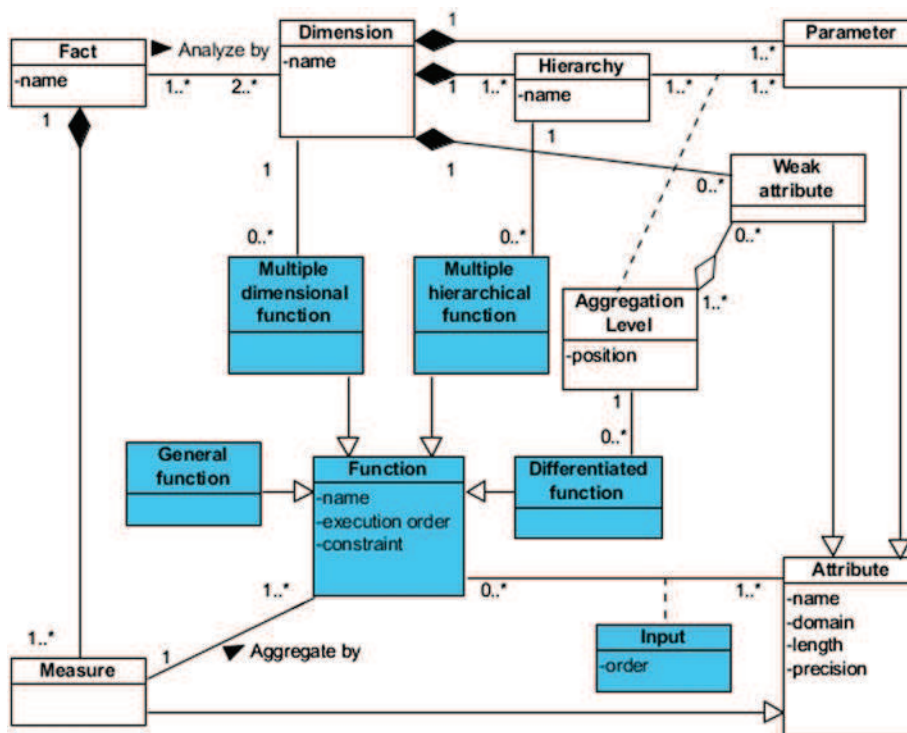 Fact
-name
Analyze by
1..*
2..*
Dimension
-name
1
1..*
Parameter
1
1..*
Hierarchy
-name
1..*
1..*
1
0..*
Weak
attribute
1
1
0..*
Multiple
dimensional
function
1
0..*
Multiple
hierarchical
function
0..*
1..*
Aggregation
Level
-position
1
0..*
General
function
Function
-name
-execution order
-constraint
Differentiated
function
0..*
1..*
Attribute
-name
-domain
-length
-precision
Input
-order
1..*
1
Aggregate by
1..*
Measure